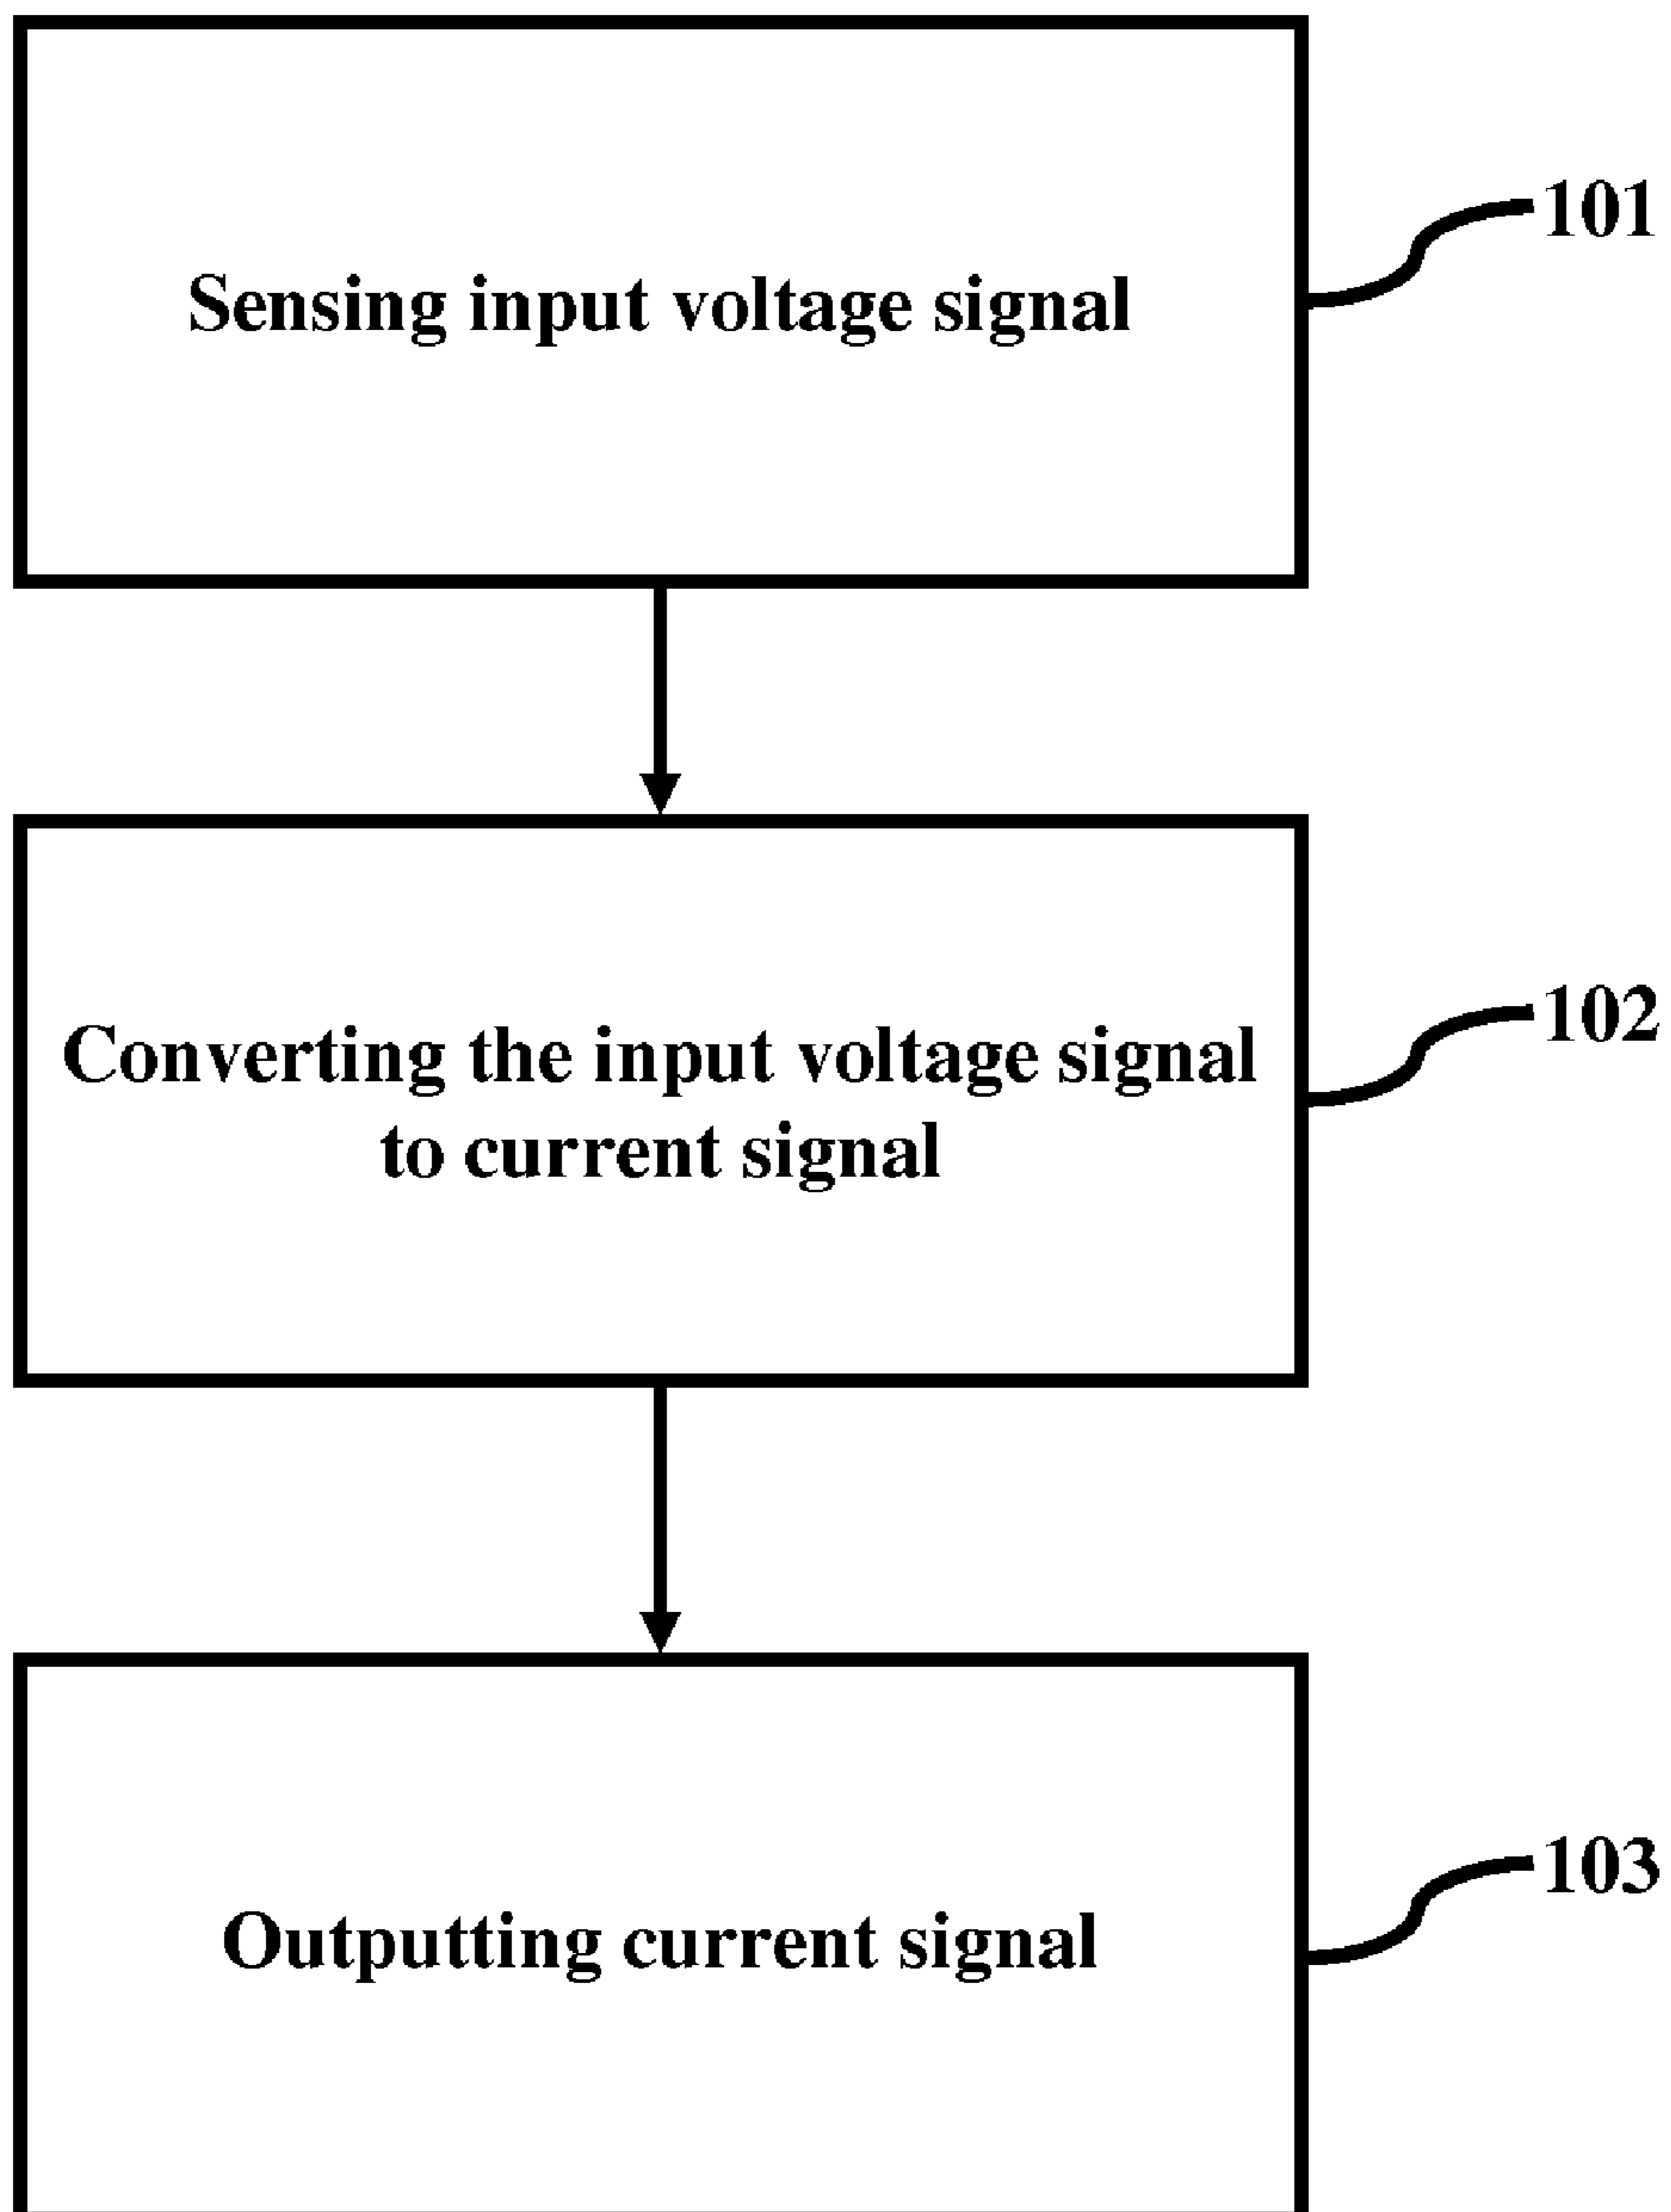 101
Sensing input voltage signal
102
Converting the input voltage signal
to current signal
103
Outputting current signal